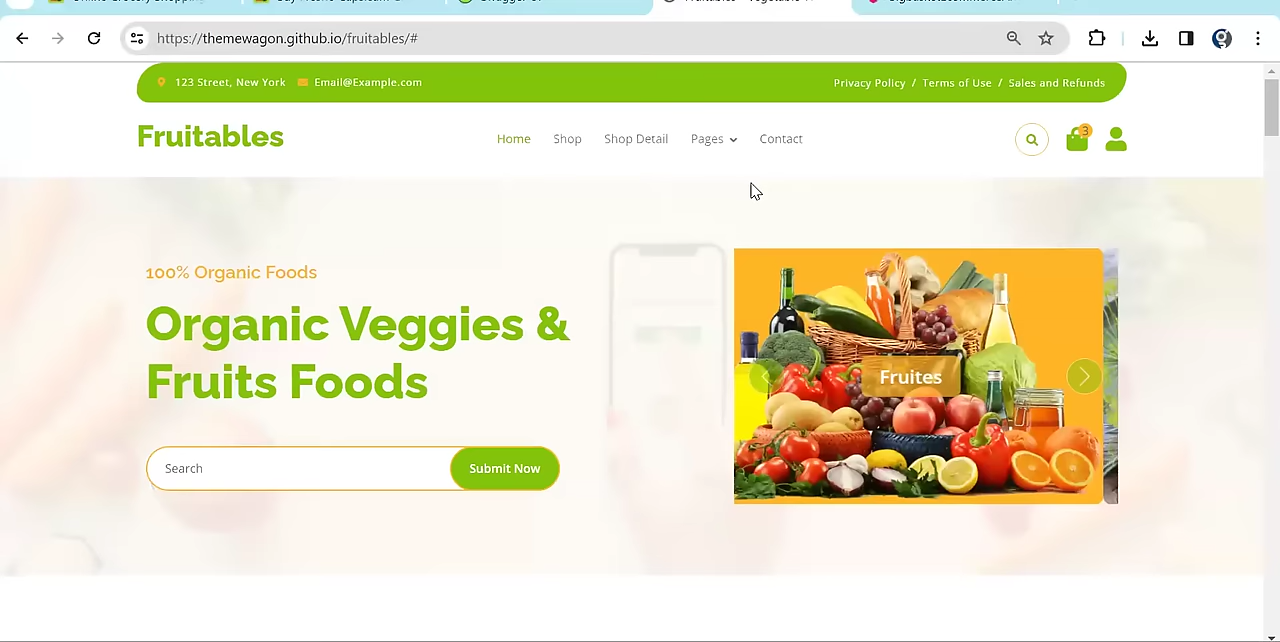 https://themewagon.github.io/fruitables/#
123 Street, New York Email@Example.com Privacy Policy / Terms of Use / Sales and Refunds
Fruitables Home Shop Shop Detail Pages Contact 3
100% Organic Foods
Organic Veggies &
Fruits Foods
Fruites
Search Submit Now